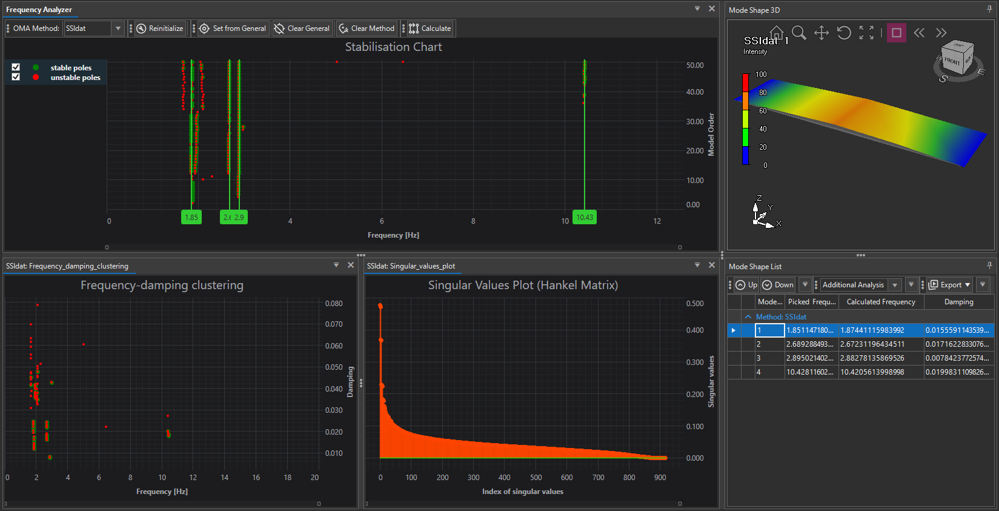 Frequency Analyzer
OMA Method: SSIdat Reinitialize Set from General Clear General Clear Method Calculate
Stabilisation Chart
stable poles
unstable poles
50.00
40.00
30.00
20.00
10.00
0.00
Model Order
1.85 2.6 2.9 10.43
0 4 6 8 10 12
Frequency [Hz]
Mode Shape 3D
SSIdat: 1
Intensity
100
80
60
40
20
0
TOP
FRONT
S E
Z
Y
X
SSIdat: Frequency_damping_clustering
Frequency-damping clustering
0.080
0.070
0.060
0.050
0.040
0.030
0.020
0.010
Damping
0 2 4 6 8 10 12 14 16 18 20
Frequency [Hz]
SSIdat: Singular_values_plot
Singular Values Plot (Hankel Matrix)
0.500
0.400
0.300
0.200
0.100
0.000
Singular values
0 100 200 300 400 500 600 700 800 900
Index of singular values
Mode Shape List
Up Down Additional Analysis Export
Mode... Picked Frequ... Calculated Frequency Damping
Method: SSIdat
1 1.851147180... 1.87441115983992 0.0155591143539...
2 2.689288493... 2.67231196434511 0.0171622833076...
3 2.895021402... 2.88278135869526 0.0078423772574...
4 10.42811602... 10.4205613998998 0.0199831109826...